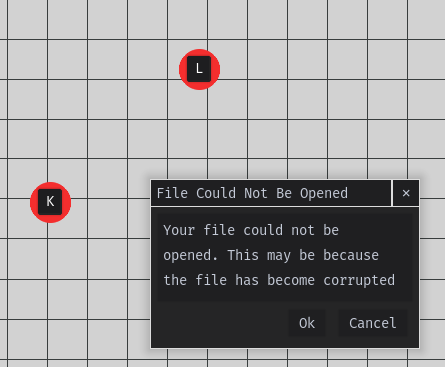 L
K
File Could Not Be Opened ×
Your file could not be
opened. This may be because
the file has become corrupted
Ok Cancel